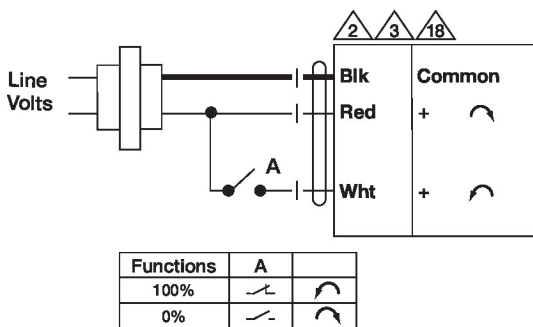 2 3 18
Line Volts
Blk Common
Red +
A
Wht +
Functions A
100%
0%